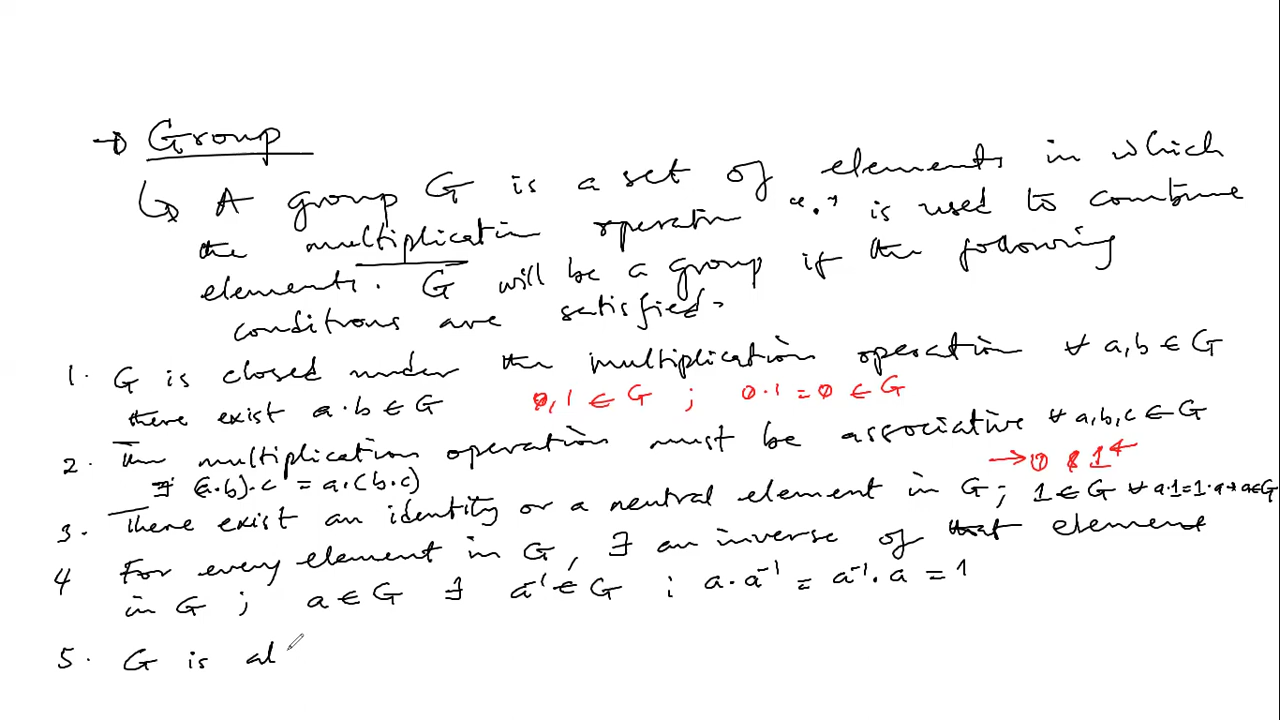 → Group
↳ A group G is a set of elements in which
the multiplication operation "." is used to combine
elements. G will be a group if the following
conditions are satisfied.
1. G is closed under the multiplication operation ∀ a,b ∈ G
there exist a·b ∈ G 0,1 ∈ G ; 0·1 = 0 ∈ G
2. The multiplication operation must be associative ∀ a,b,c ∈ G
∃ (a·b)·c = a·(b·c) → 0 & 1 ←
3. There exist an identity or a neutral element in G; 1 ∈ G ∀ a·1=1·a→a∈G
4 For every element in G, ∃ an inverse of that element
in G ; a ∈ G ∃ a⁻¹ ∈ G : a·a⁻¹ = a⁻¹·a = 1
5. G is al